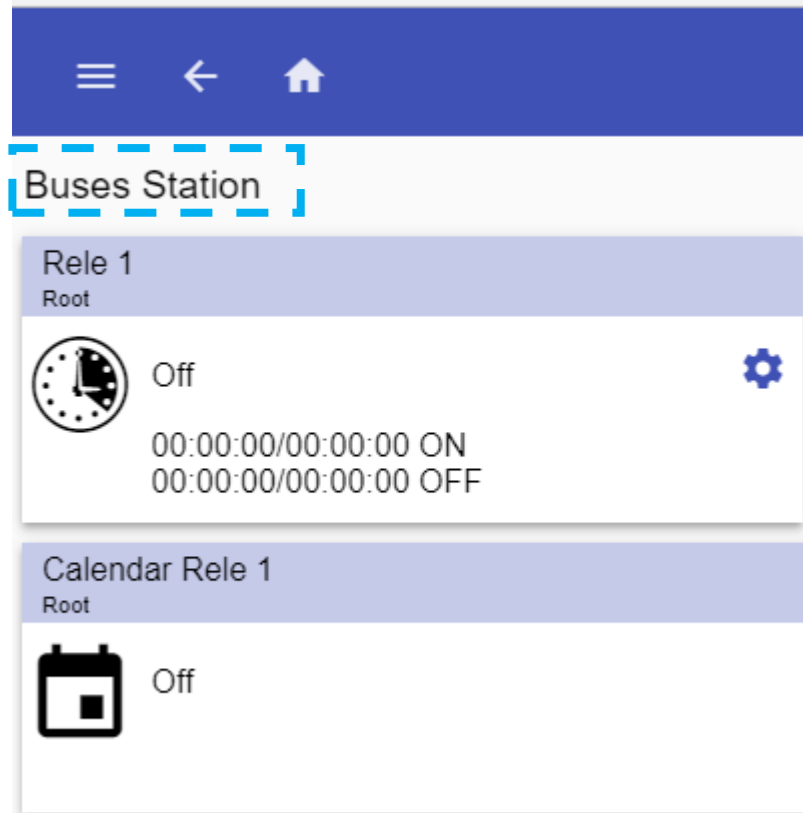 Buses Station
Rele 1
Root
Off
00:00:00/00:00:00 ON
00:00:00/00:00:00 OFF
Calendar Rele 1
Root
Off